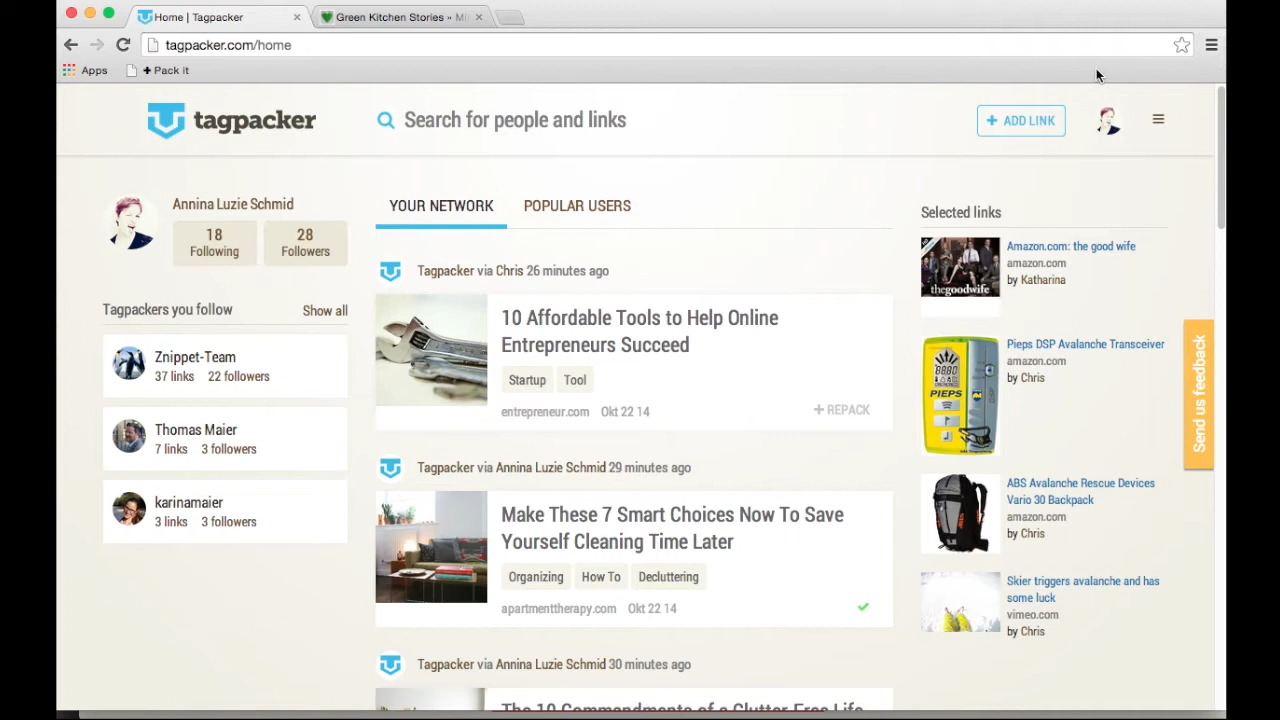 Home | Tagpacker
Green Kitchen Stories »
tagpacker.com/home
Apps
+ Pack it
tagpacker
Search for people and links
+ ADD LINK
Annina Luzie Schmid
18
Following
28
Followers
Tagpackers you follow
Show all
Znippet-Team
37 links 22 followers
Thomas Maier
7 links 3 followers
karinamaier
3 links 3 followers
YOUR NETWORK
POPULAR USERS
Tagpacker via Chris 26 minutes ago
10 Affordable Tools to Help Online
Entrepreneurs Succeed
Startup Tool
entrepreneur.com Okt 22 14
+ REPACK
Tagpacker via Annina Luzie Schmid 29 minutes ago
Make These 7 Smart Choices Now To Save
Yourself Cleaning Time Later
Organizing How To Decluttering
apartmenttherapy.com Okt 22 14
Tagpacker via Annina Luzie Schmid 30 minutes ago
The 10 Commandments of a Clutter-Free Life
Selected links
thegoodwife
Amazon.com: the good wife
amazon.com
by Katharina
PIEPS
Pieps DSP Avalanche Transceiver
amazon.com
by Chris
ABS Avalanche Rescue Devices
Vario 30 Backpack
amazon.com
by Chris
Skier triggers avalanche and has
some luck
vimeo.com
by Chris
Send us feedback